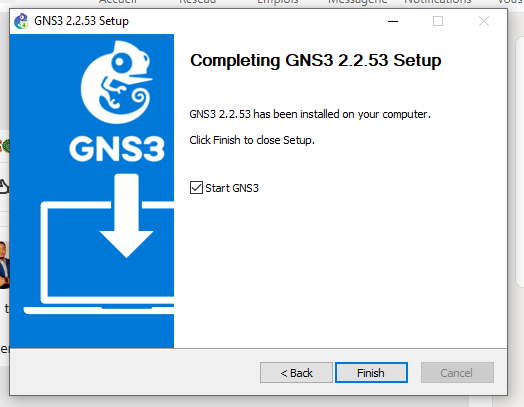 Accueil Réseau Emplois Messagerie Notifications Vous
GNS3 2.2.53 Setup
Completing GNS3 2.2.53 Setup
GNS3 2.2.53 has been installed on your computer.
Click Finish to close Setup.
GNS3
Start GNS3
< Back
Finish
Cancel